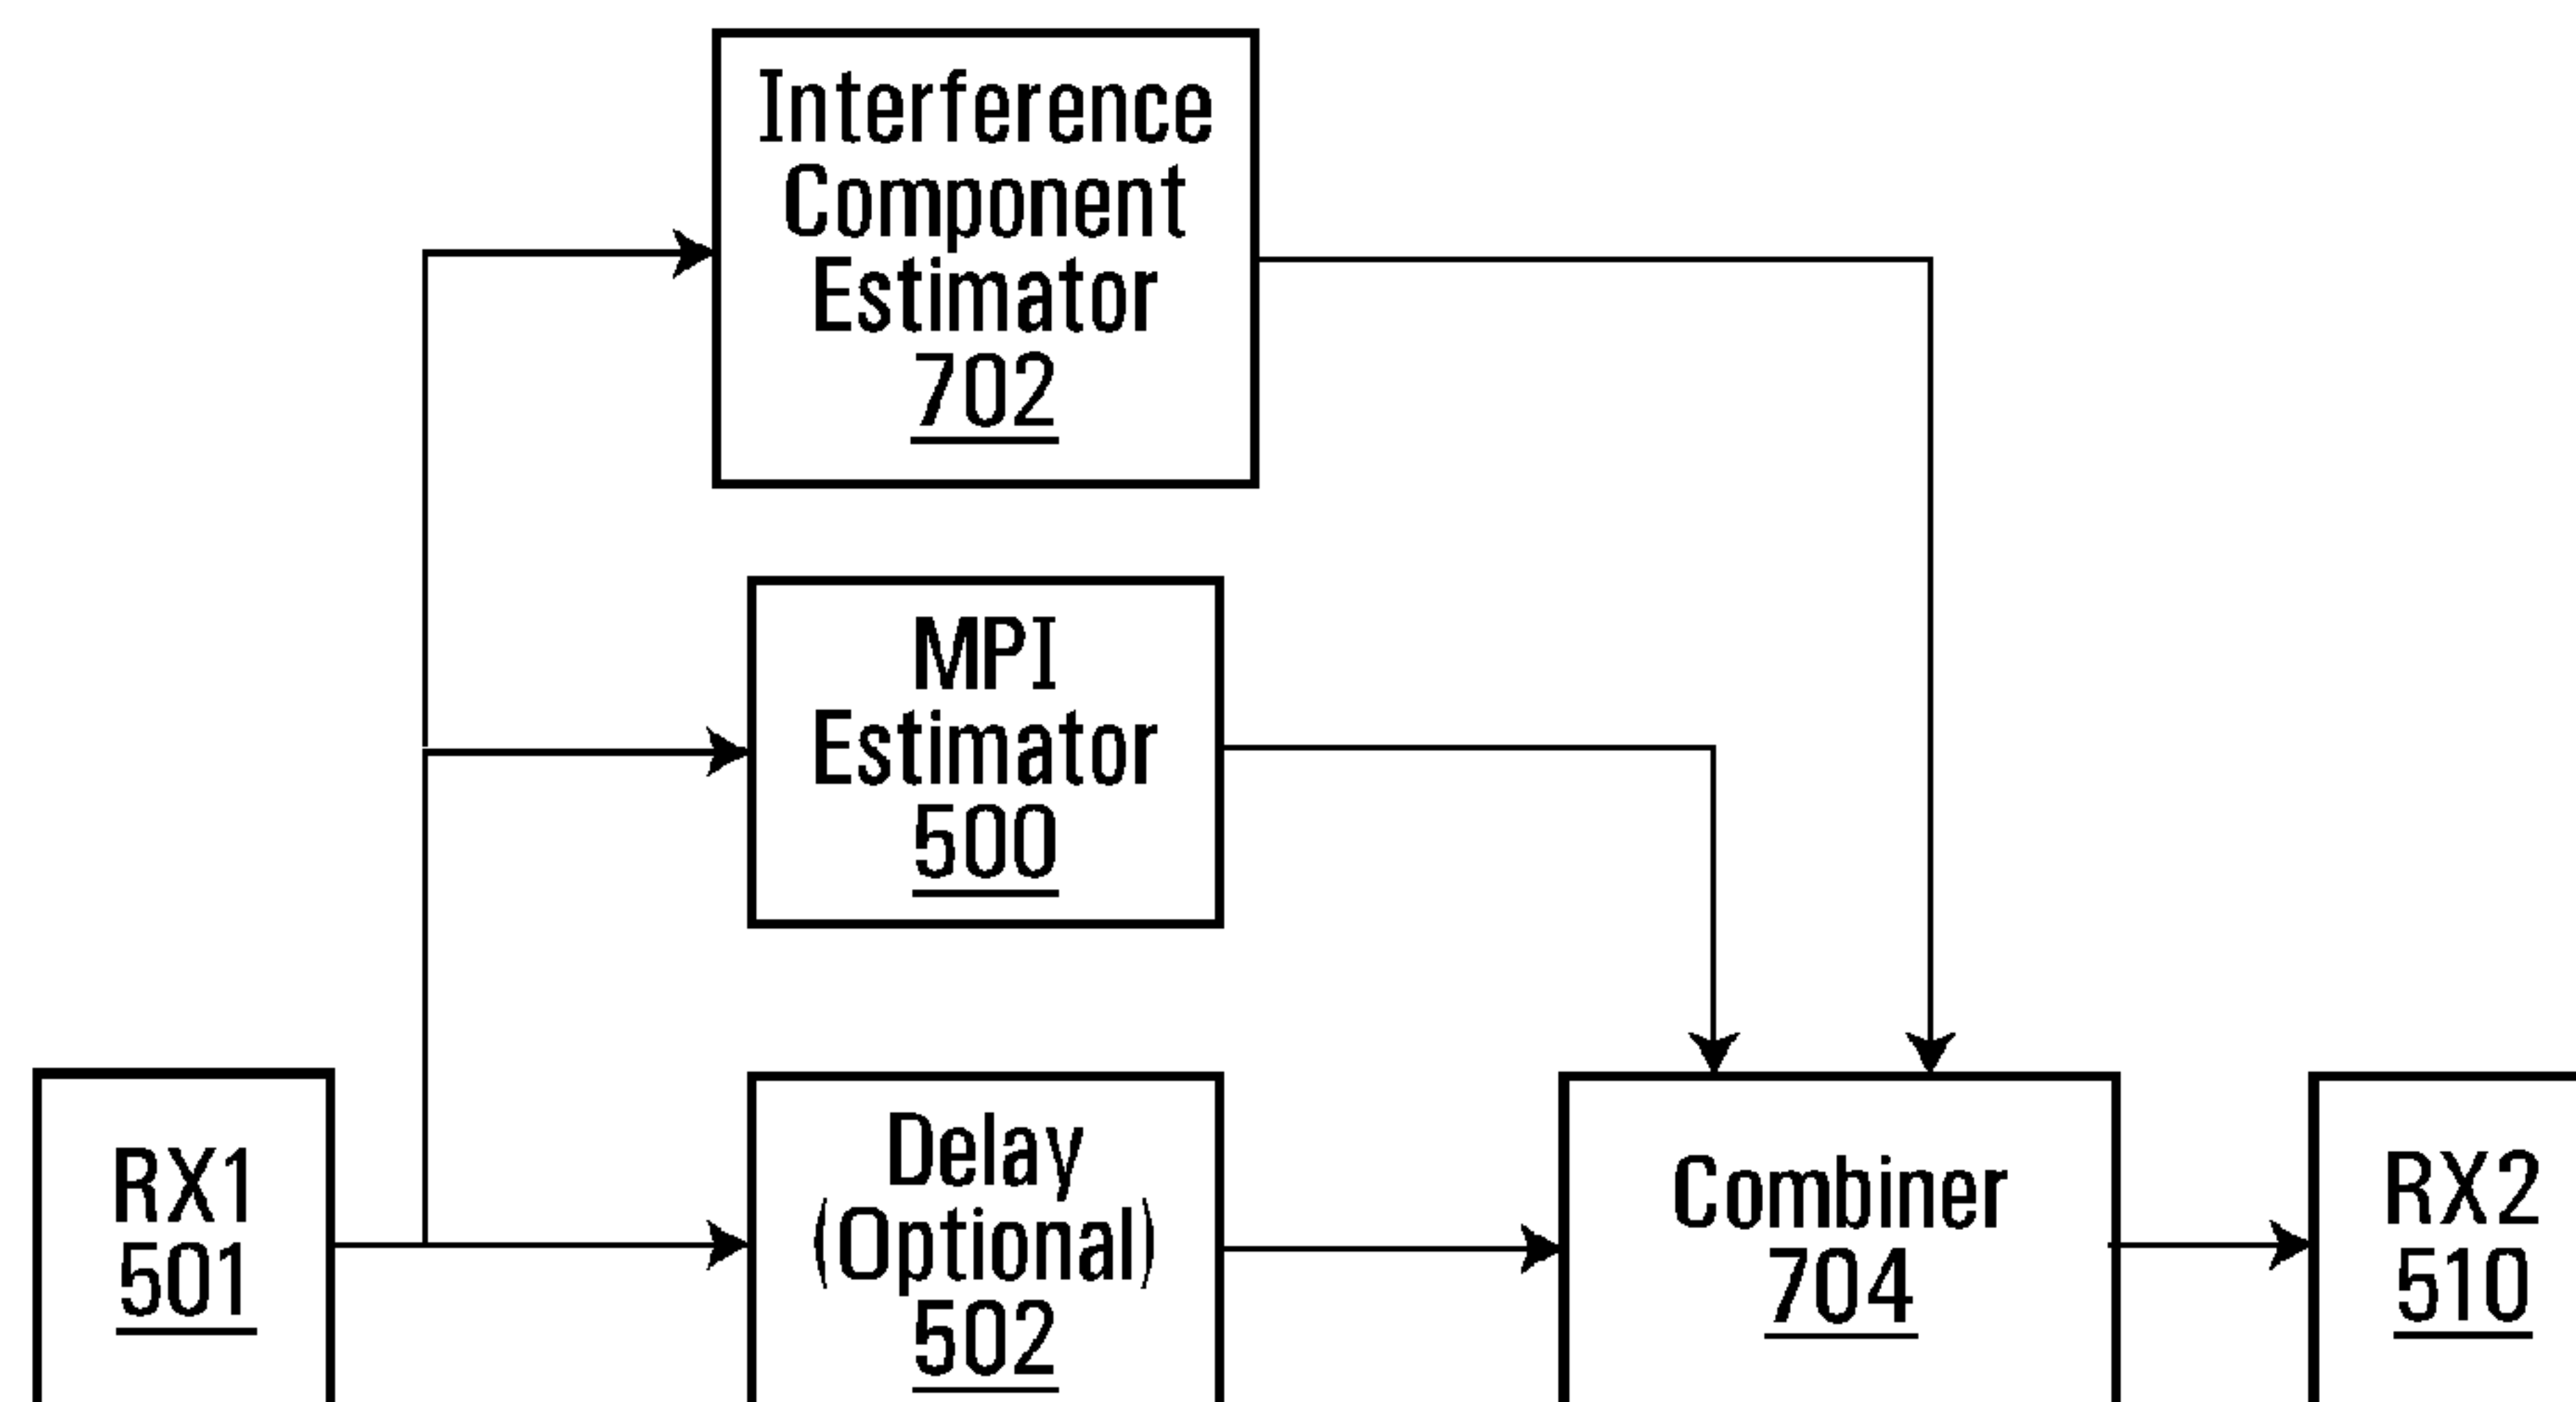 Interference
Component
Estimator
702
MPI
Estimator
500
RX1
501
Delay
(Optional)
502
Combiner
704
RX2
510